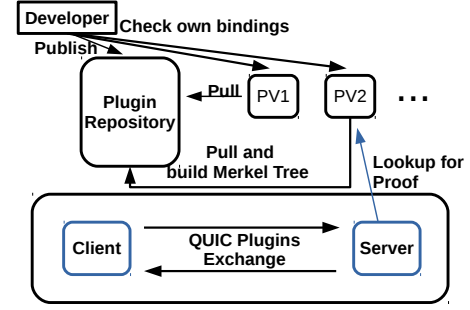 Developer
Check own bindings
Publish
Plugin
Repository
Pull
PV1
PV2
...
Pull and
build Merkel Tree
Lookup for
Proof
Client
QUIC Plugins
Exchange
Server